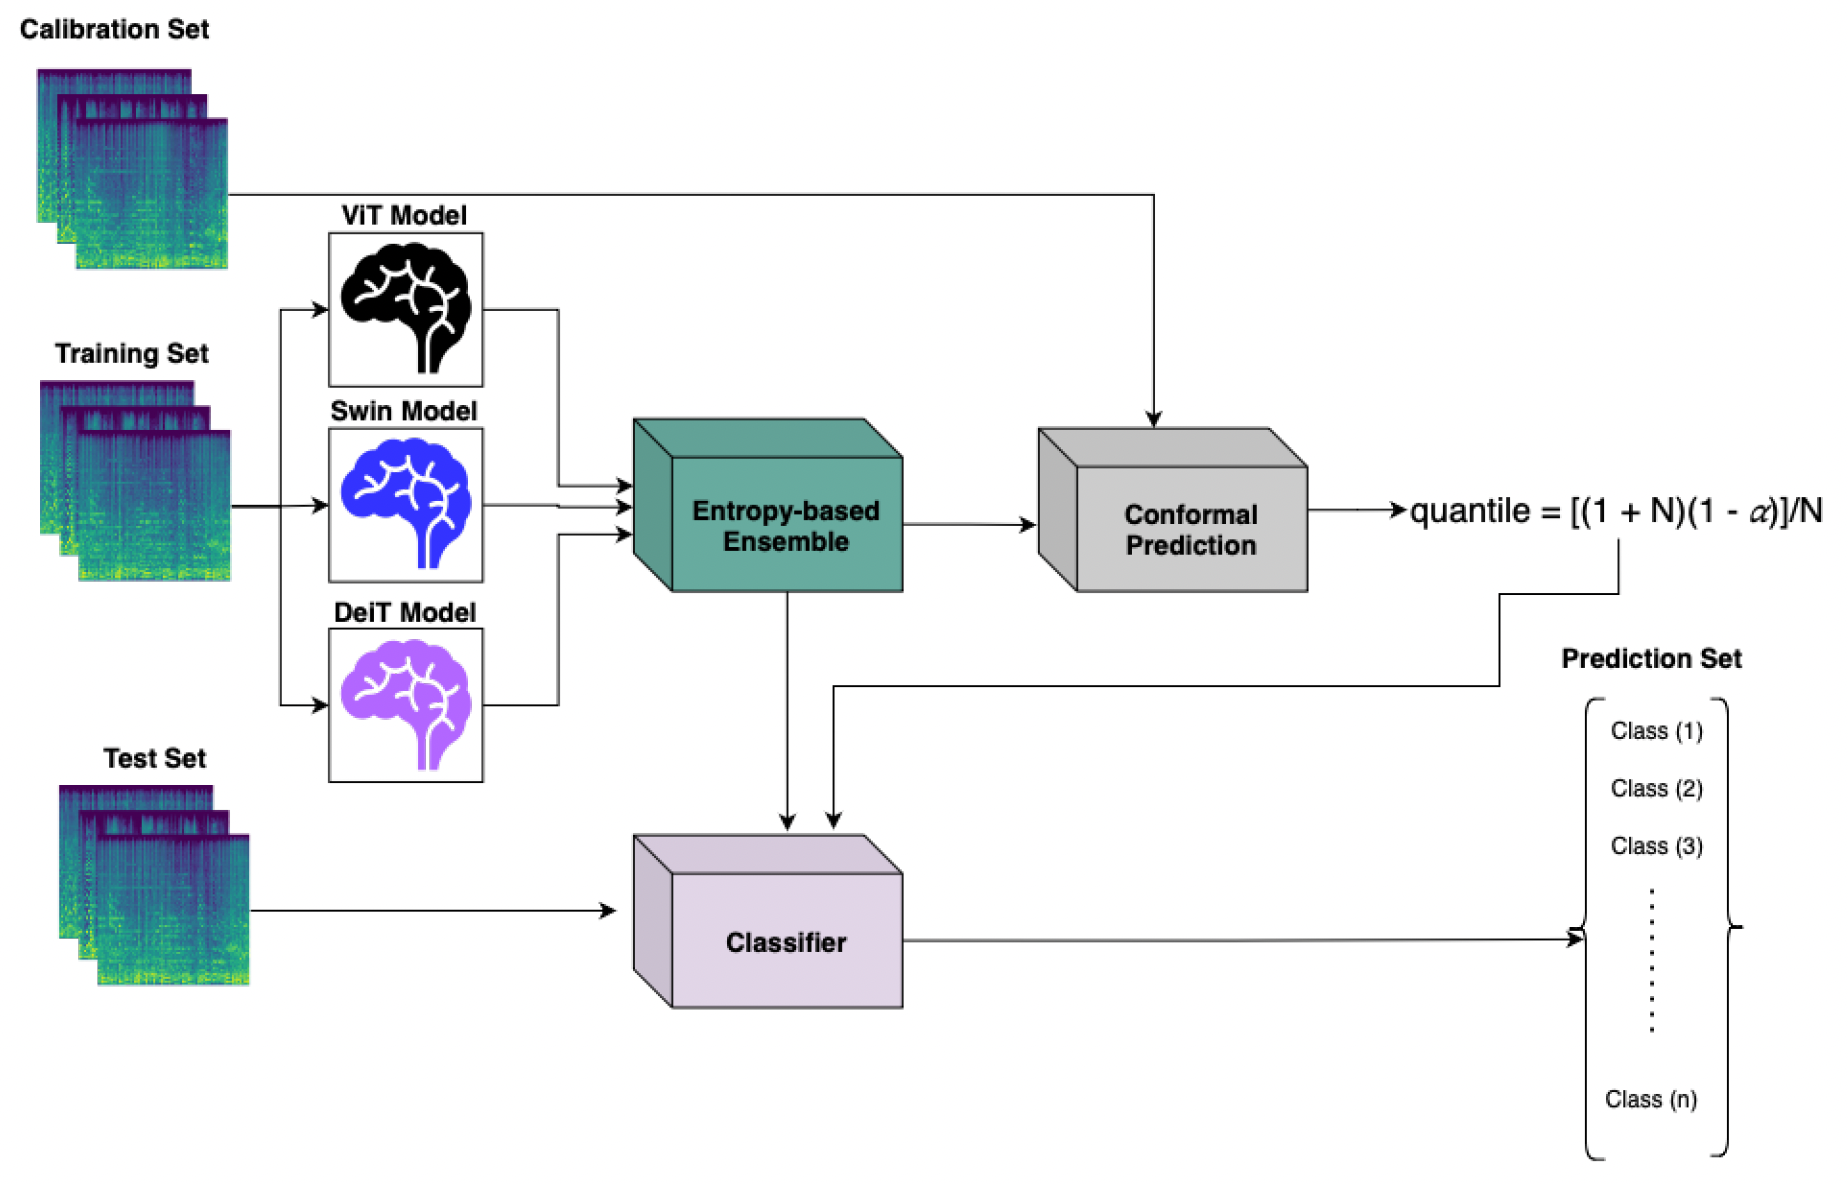 Calibration Set
ViT Model
Training Set
Swin Model
Entropy-based
Ensemble
Conformal
Prediction
quantile = [(1 + N)(1 - α)]/N
DeiT Model
Prediction Set
Class (1)
Test Set
Class (2)
Class (3)
Classifier
Class (n)